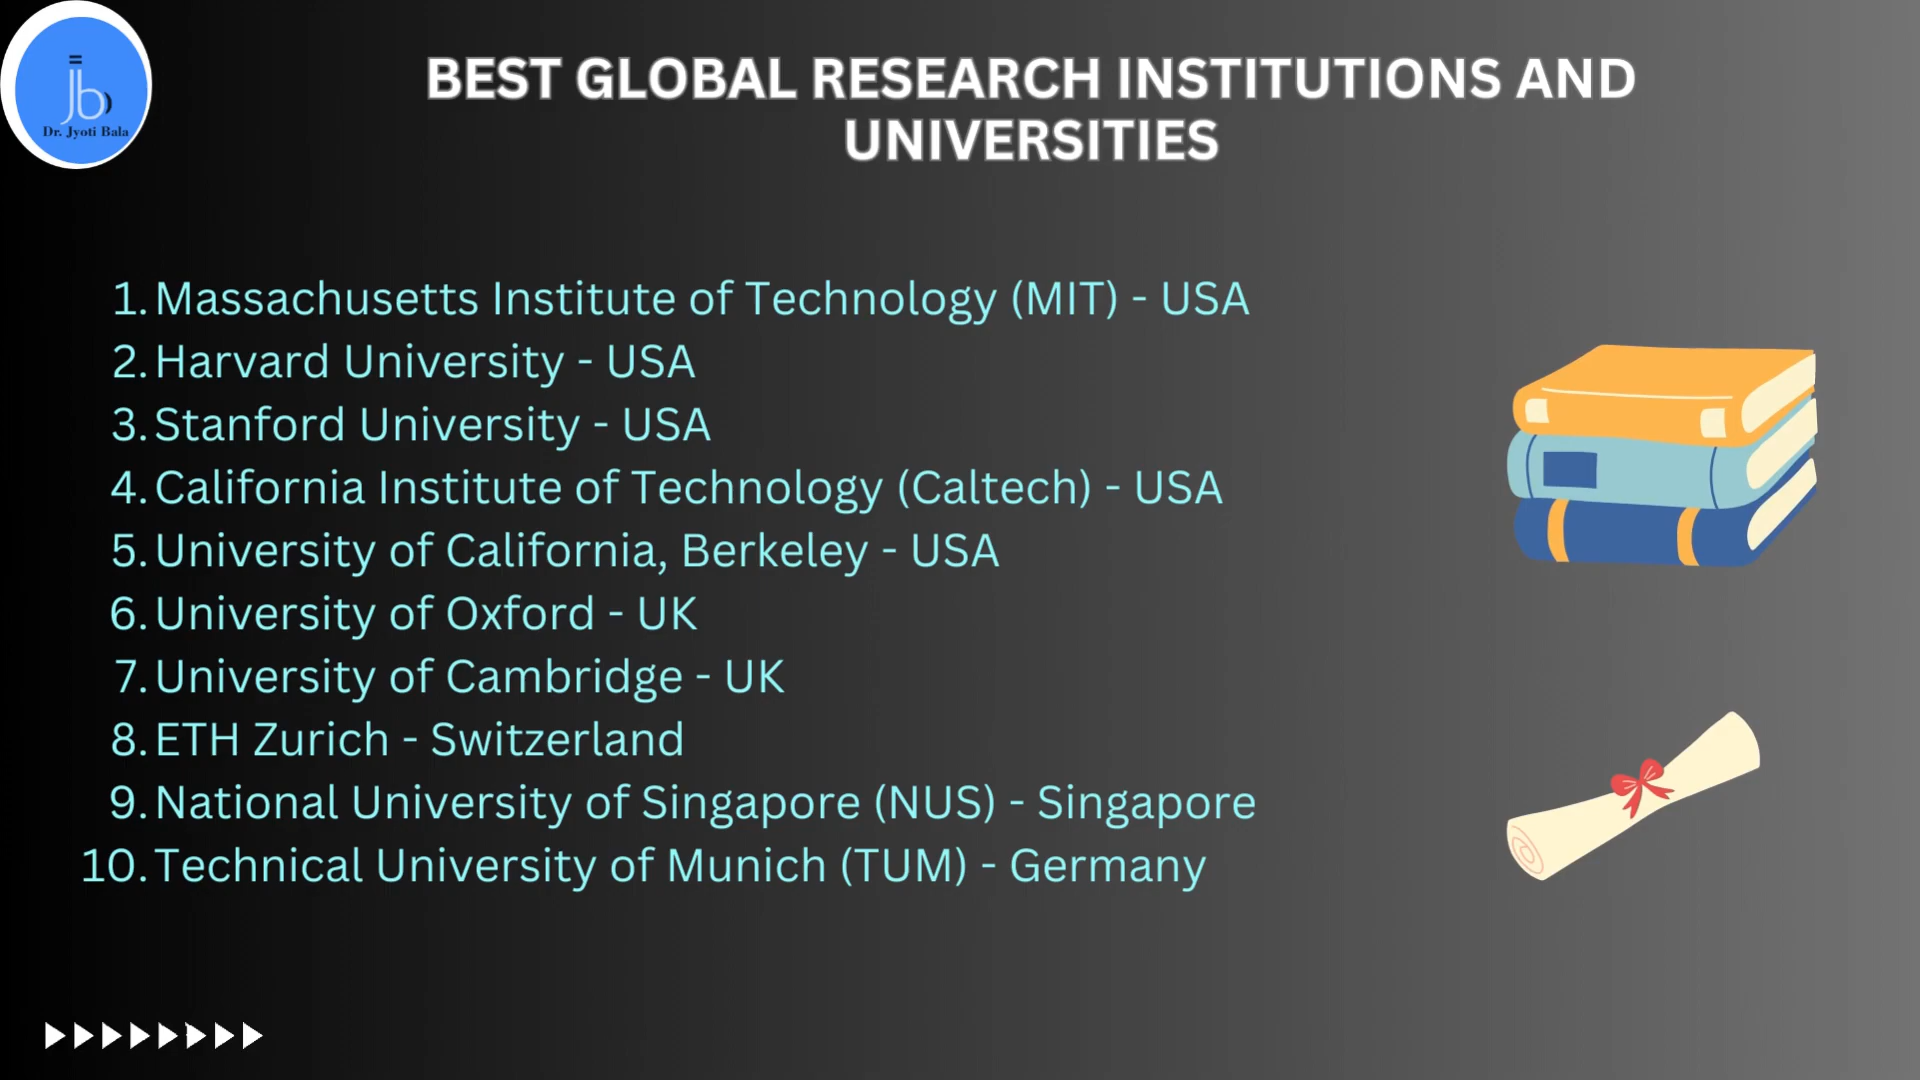 jb
Dr. Jyoti Bala
BEST GLOBAL RESEARCH INSTITUTIONS AND
UNIVERSITIES
1. Massachusetts Institute of Technology (MIT) - USA
2. Harvard University - USA
3. Stanford University - USA
4. California Institute of Technology (Caltech) - USA
5. University of California, Berkeley - USA
6. University of Oxford - UK
7. University of Cambridge - UK
8. ETH Zurich - Switzerland
9. National University of Singapore (NUS) - Singapore
10. Technical University of Munich (TUM) - Germany